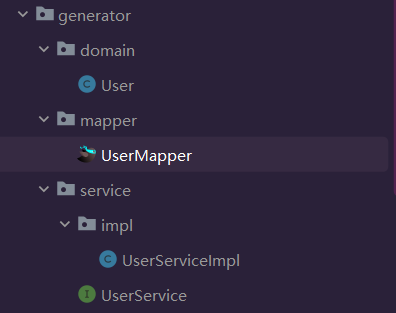 generator
domain
User
mapper
UserMapper
service
impl
UserServiceImpl
UserService